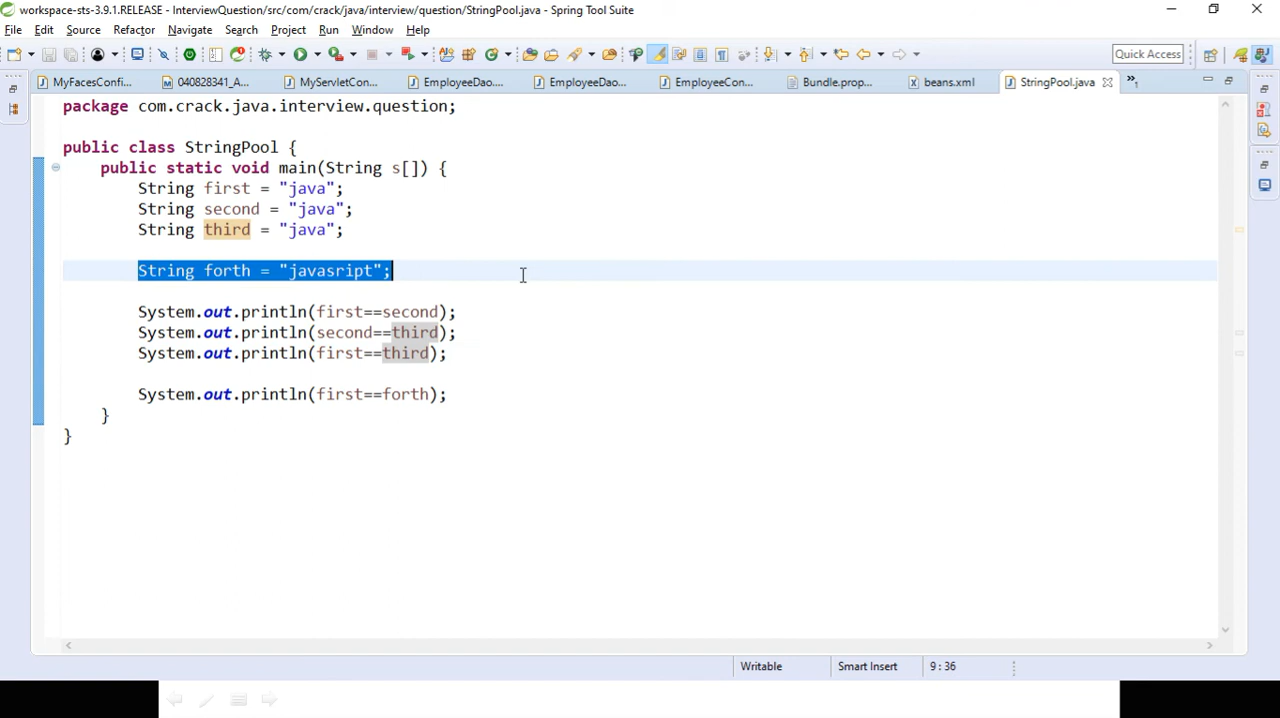 workspace-sts-3.9.1.RELEASE - InterviewQuestion/src/com/crack/java/interview/question/StringPool.java - Spring Tool Suite
File Edit Source Refactor Navigate Search Project Run Window Help
Quick Access
MyFacesConfi... 040828341_A... MyServletCon... EmployeeDao.... EmployeeDao... EmployeeCon... Bundle.prop... beans.xml StringPool.java »1
package com.crack.java.interview.question;
public class StringPool {
public static void main(String s[]) {
String first = "java";
String second = "java";
String third = "java";
String forth = "javasript";
System.out.println(first==second);
System.out.println(second==third);
System.out.println(first==third);
System.out.println(first==forth);
}
}
Writable Smart Insert 9 : 36